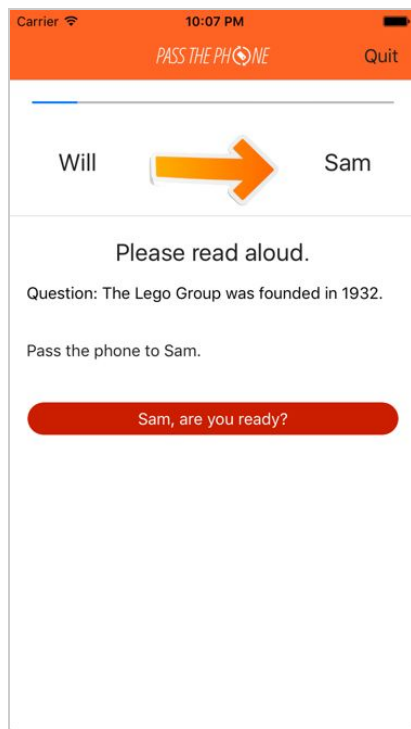 Carrier 10:07 PM
PASS THE PHONE Quit
Will Sam
Please read aloud.
Question: The Lego Group was founded in 1932.
Pass the phone to Sam.
Sam, are you ready?